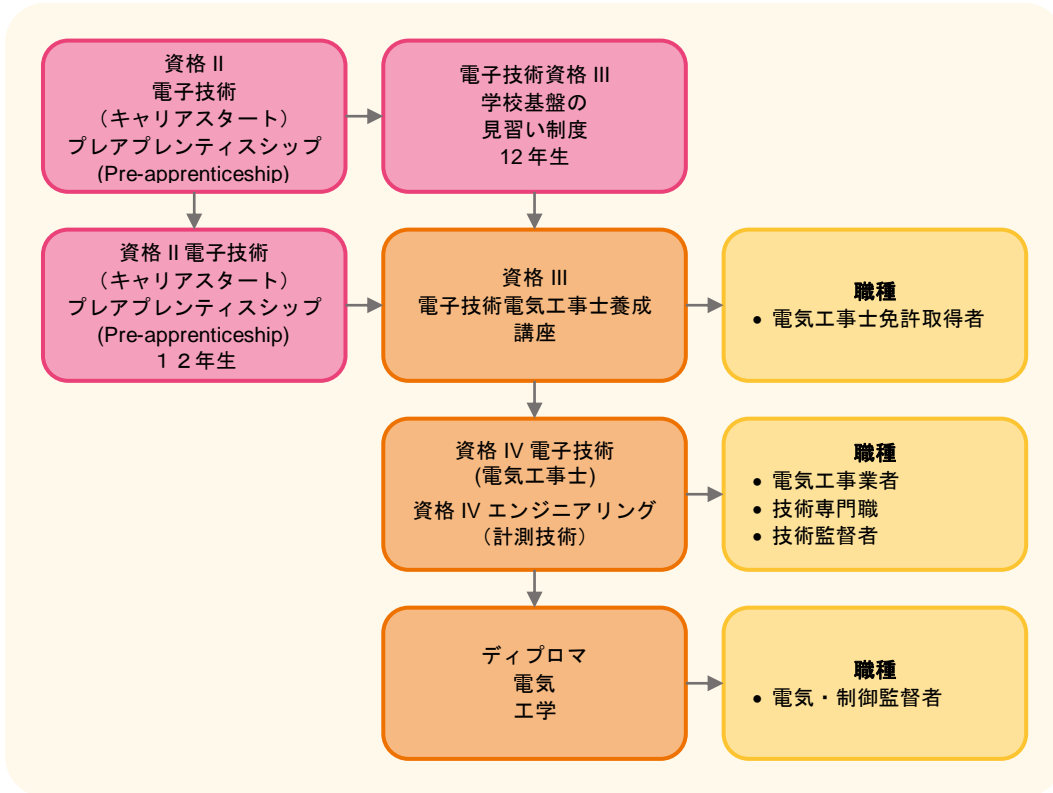 資格 II
電子技術
（キャリアスタート）
プレアプレンティスシップ
(Pre-apprenticeship)
電子技術資格 III
学校基盤の
見習い制度
12 年生
資格 II 電子技術
（キャリアスタート）
プレアプレンティスシップ
(Pre-apprenticeship)
１２年生
資格 III
電子技術電気工事士養成
講座
職種
• 電気工事士免許取得者
資格 IV 電子技術
(電気工事士)
資格 IV エンジニアリング
（計測技術）
職種
• 電気工事業者
• 技術専門職
• 技術監督者
ディプロマ
電気
工学
職種
• 電気・制御監督者